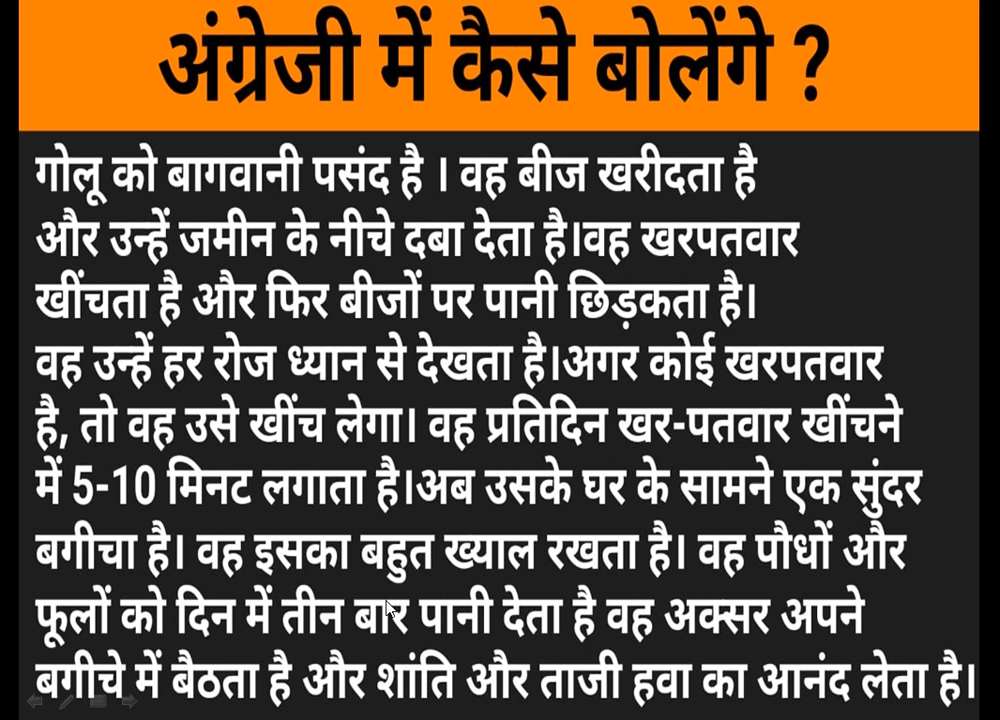 अंग्रेजी में कैसे बोलेंगे ?
गोलू को बागवानी पसंद है । वह बीज खरीदता है
और उन्हें जमीन के नीचे दबा देता है।वह खरपतवार
खींचता है और फिर बीजों पर पानी छिड़कता है।
वह उन्हें हर रोज ध्यान से देखता है।अगर कोई खरपतवार
है, तो वह उसे खींच लेगा। वह प्रतिदिन खर-पतवार खींचने
में 5-10 मिनट लगाता है।अब उसके घर के सामने एक सुंदर
बगीचा है। वह इसका बहुत ख्याल रखता है। वह पौधों और
फूलों को दिन में तीन बार पानी देता है वह अक्सर अपने
बगीचे में बैठता है और शांति और ताजी हवा का आनंद लेता है।